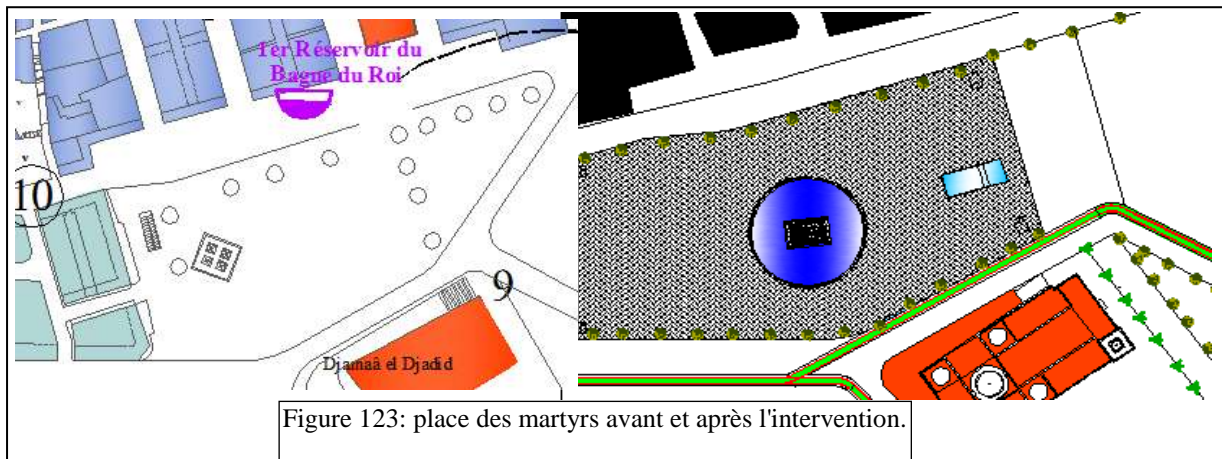 1er Réservoir du
Bagne du Roi
10
9
Djamaâ el Djadid
Figure 123: place des martyrs avant et après l'intervention.